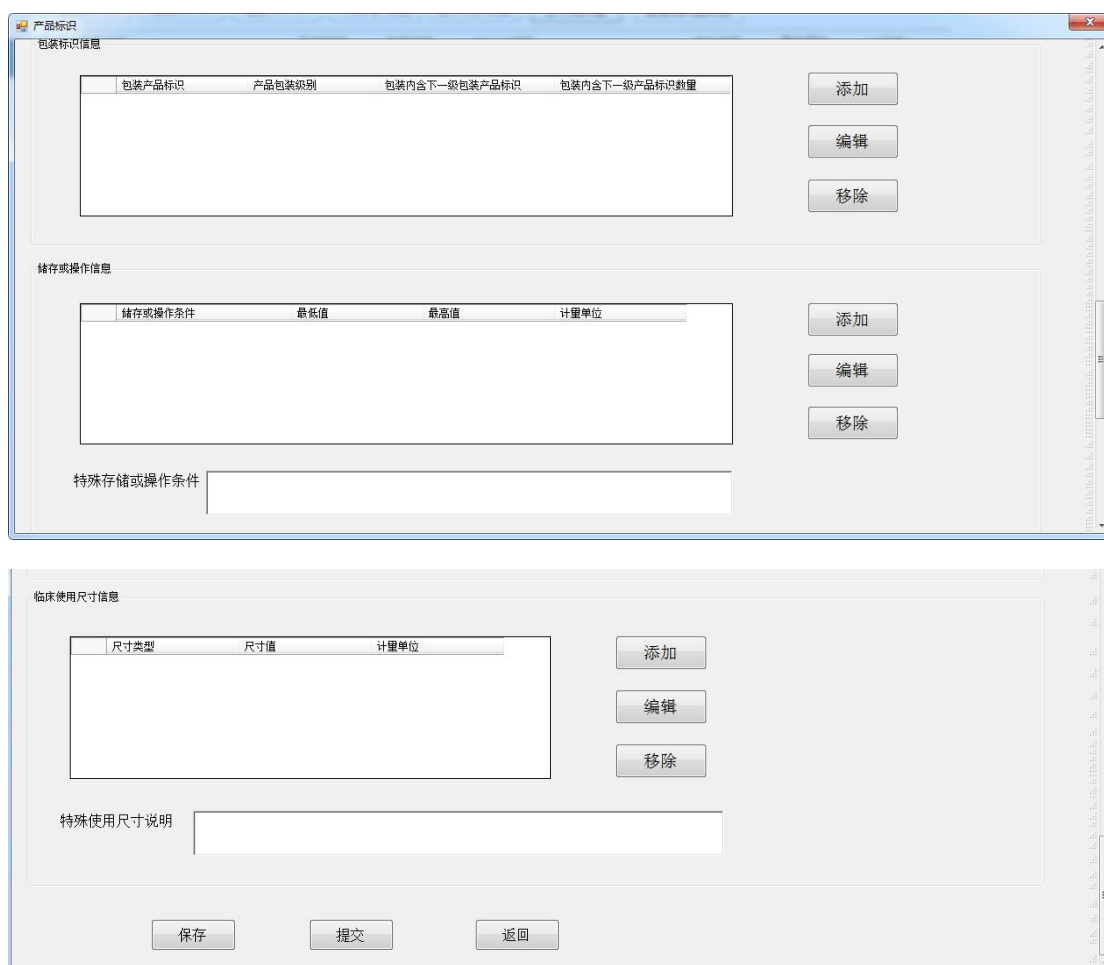 产品标识
包装标识信息
包装产品标识 产品包装级别 包装内含下一级包装产品标识 包装内含下一级产品标识数量
添加
编辑
移除
储存或操作信息
储存或操作条件 最低值 最高值 计量单位
添加
编辑
移除
特殊存储或操作条件
临床使用尺寸信息
尺寸类型 尺寸值 计量单位
添加
编辑
移除
特殊使用尺寸说明
保存 提交 返回